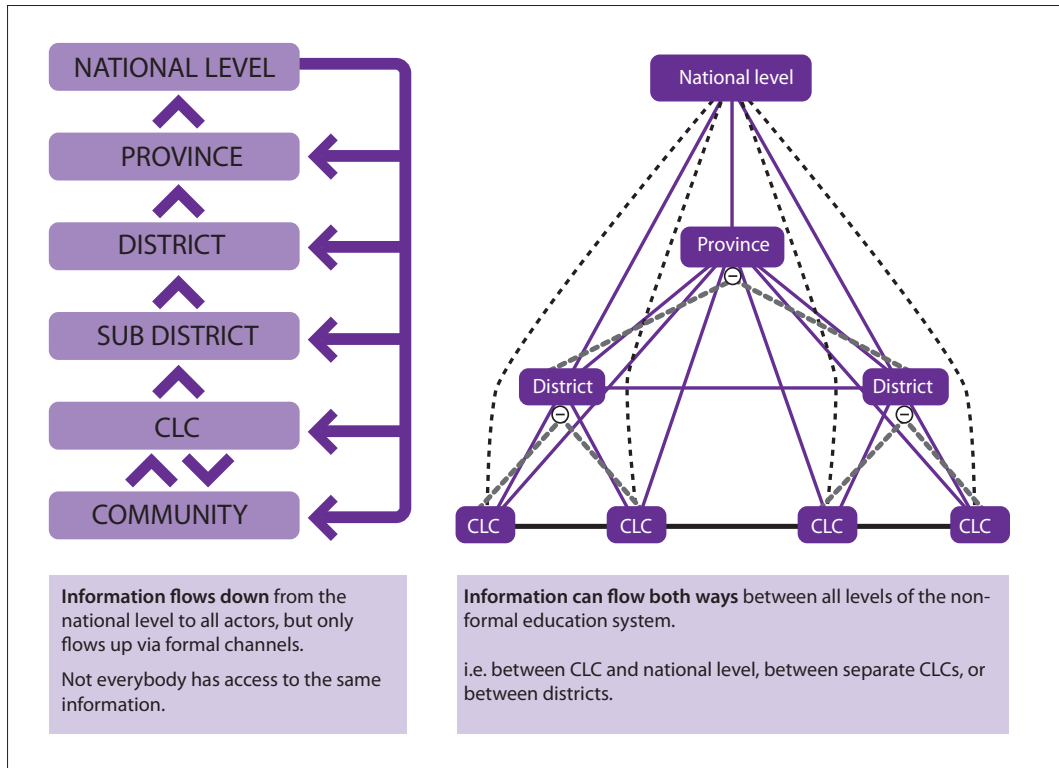 NATIONAL LEVEL
PROVINCE
DISTRICT
SUB DISTRICT
CLC
COMMUNITY
Information flows down from the
national level to all actors, but only
flows up via formal channels.
Not everybody has access to the same
information.
National level
Province
District
District
CLC
CLC
CLC
CLC
Information can flow both ways between all levels of the non-
formal education system.
i.e. between CLC and national level, between separate CLCs, or
between districts.